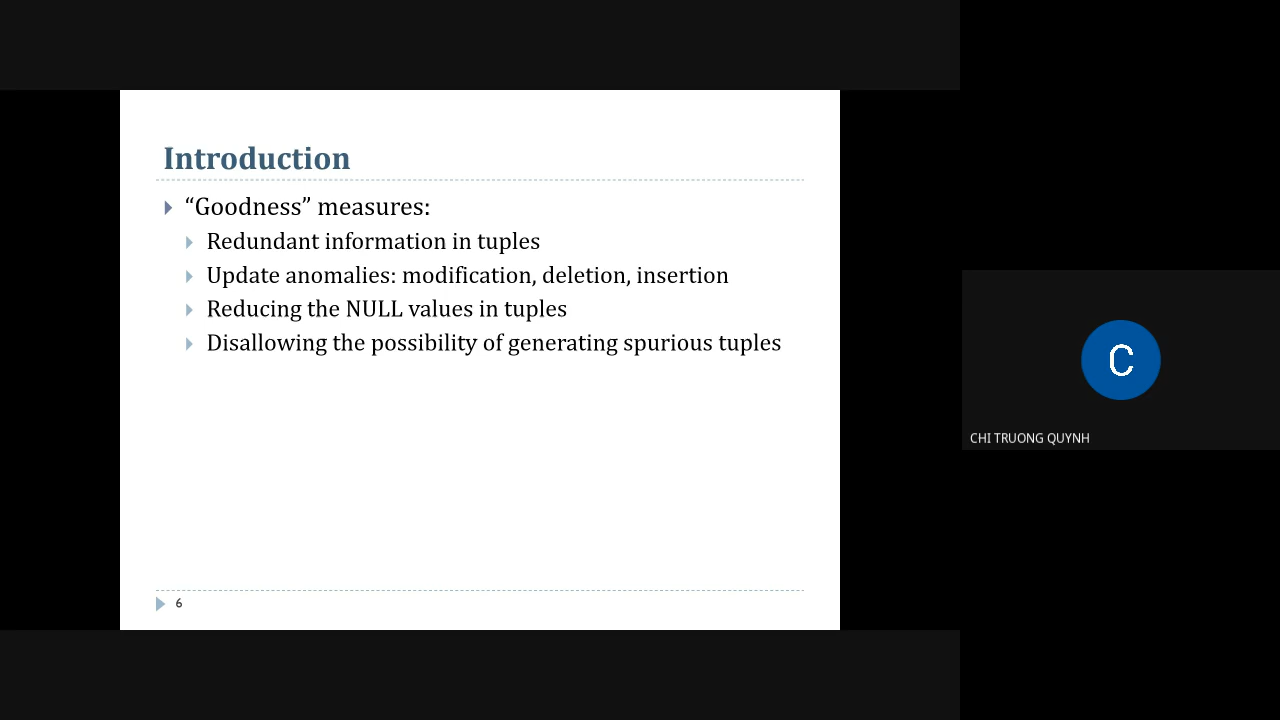 Introduction
“Goodness” measures:
Redundant information in tuples
Update anomalies: modification, deletion, insertion
Reducing the NULL values in tuples
Disallowing the possibility of generating spurious tuples
6
C
CHI TRUONG QUYNH